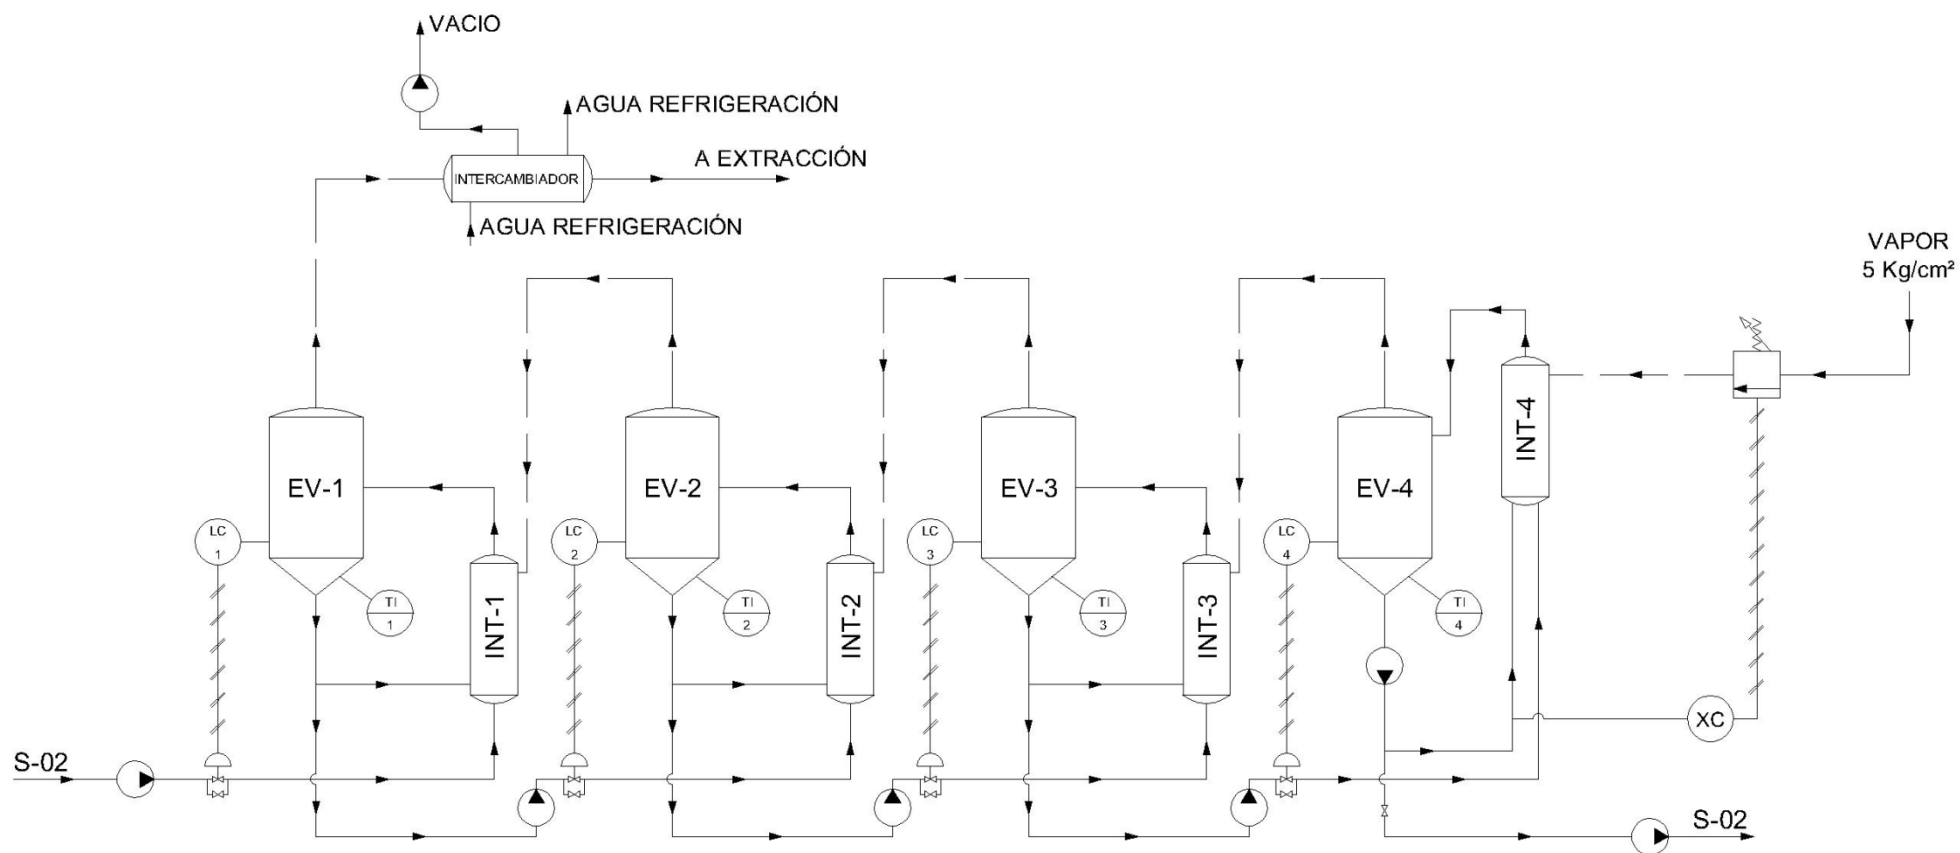 VACIO
AGUA REFRIGERACIÓN
A EXTRACCIÓN
INTERCAMBIADOR
AGUA REFRIGERACIÓN
VAPOR
5 Kg/cm²
INT-4
EV-1
EV-2
EV-3
EV-4
LC
1
LC
2
LC
3
LC
4
TI
1
TI
2
TI
3
TI
4
INT-1
INT-2
INT-3
XC
S-02
S-02